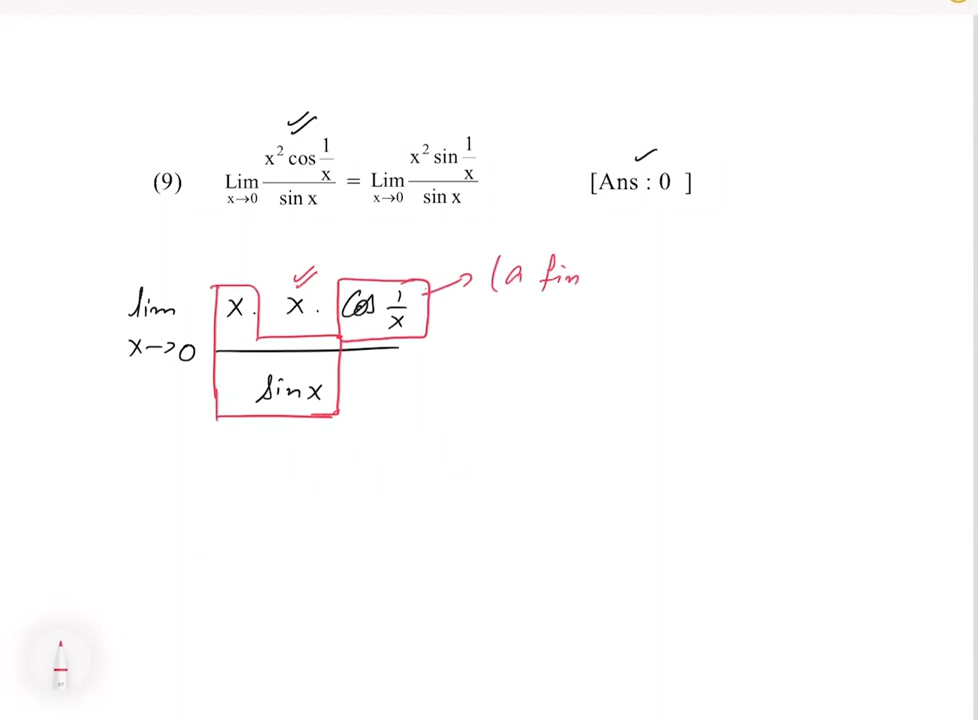 (9) Lim x→0 x² cos 1/x / sin x = Lim x→0 x² sin 1/x / sin x [Ans : 0 ]
lim x→0 x. x. Cos 1/x / sin x → (a fin